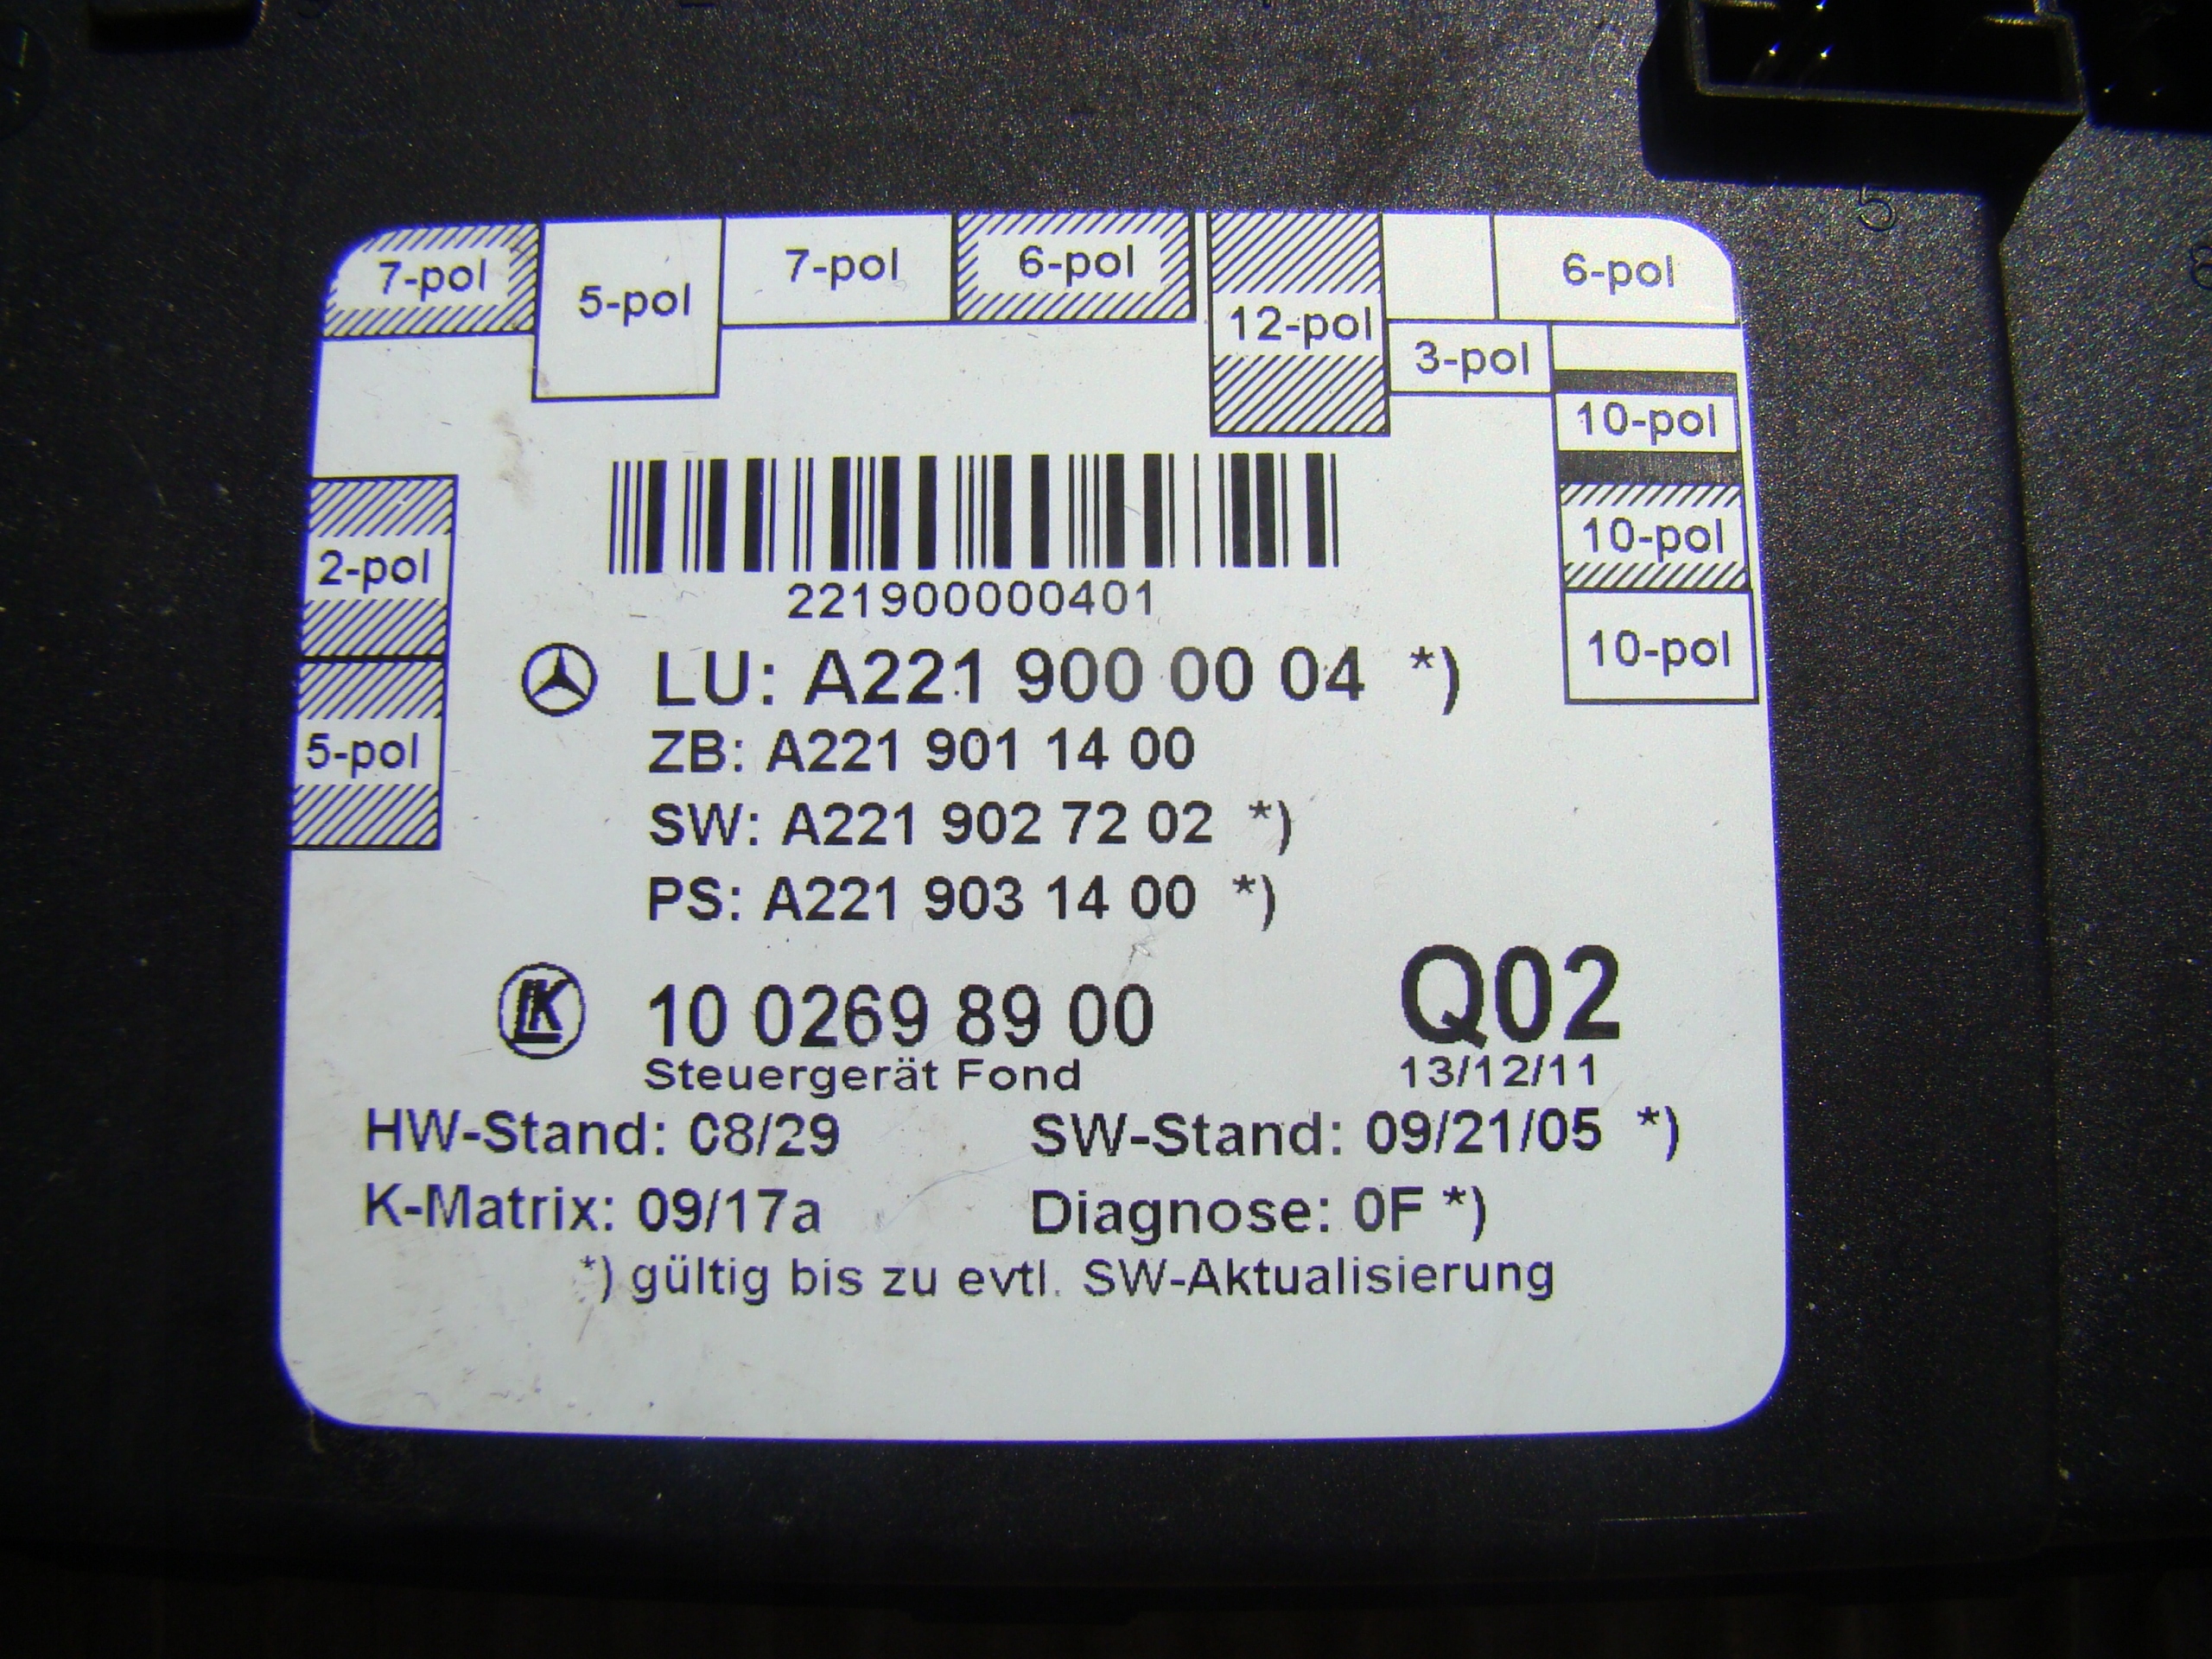 7-pol 5-pol 7-pol 6-pol 12-pol 6-pol
3-pol
10-pol
10-pol
10-pol
2-pol
5-pol
221900000401
LU: A221 900 00 04 *)
ZB: A221 901 14 00
SW: A221 902 72 02 *)
PS: A221 903 14 00 *)
LK 10 0269 89 00 Q02
Steuergerät Fond 13/12/11
HW-Stand: 08/29 SW-Stand: 09/21/05 *)
K-Matrix: 09/17a Diagnose: 0F *)
*) gültig bis zu evtl. SW-Aktualisierung
5